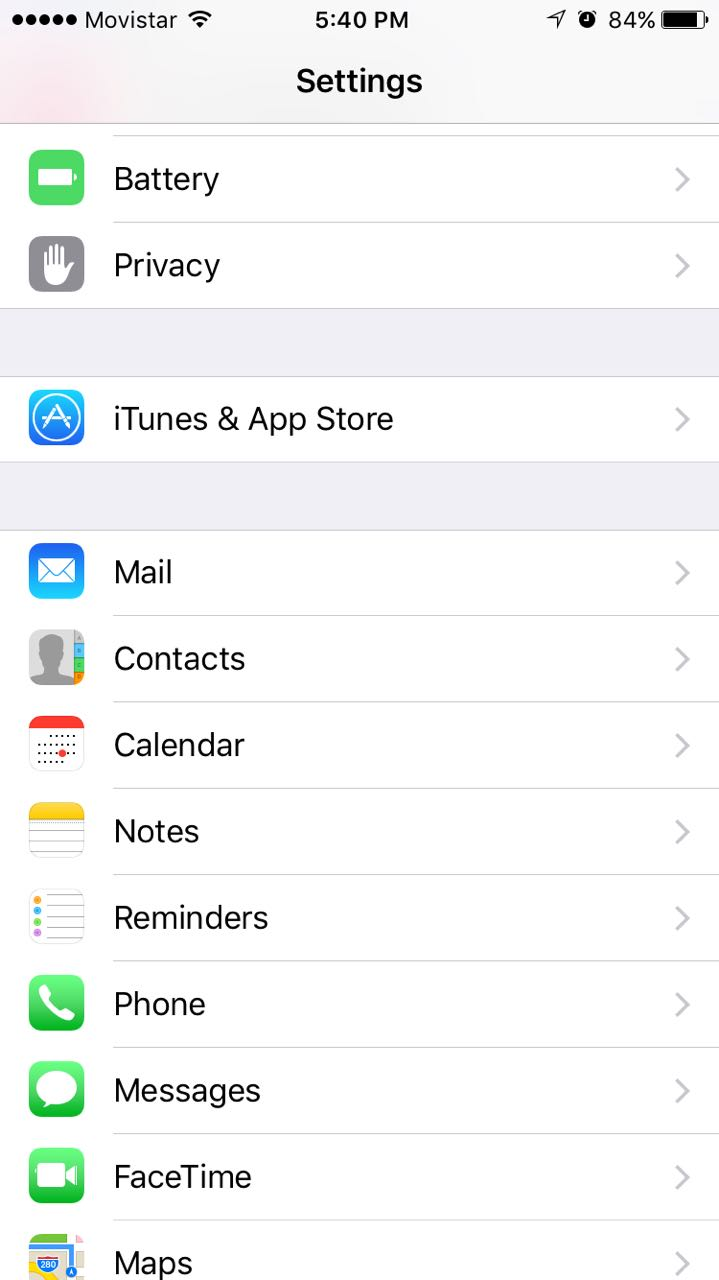 Movistar 5:40 PM 84%
Settings
Battery
Privacy
iTunes & App Store
Mail
Contacts
Calendar
Notes
Reminders
Phone
Messages
FaceTime
280
Maps